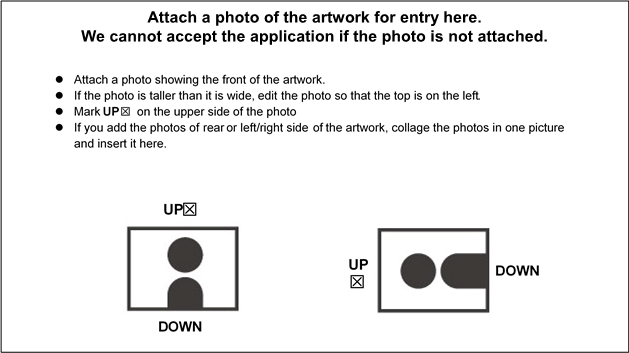 Attach a photo of the artwork for entry here.
We cannot accept the application if the photo is not attached.
● Attach a photo showing the front of the artwork.
● If the photo is taller than it is wide, edit the photo so that the top is on the left.
● Mark UP☒ on the upper side of the photo
● If you add the photos of rear or left/right side of the artwork, collage the photos in one picture
and insert it here.
UP☒
DOWN
UP
☒
DOWN